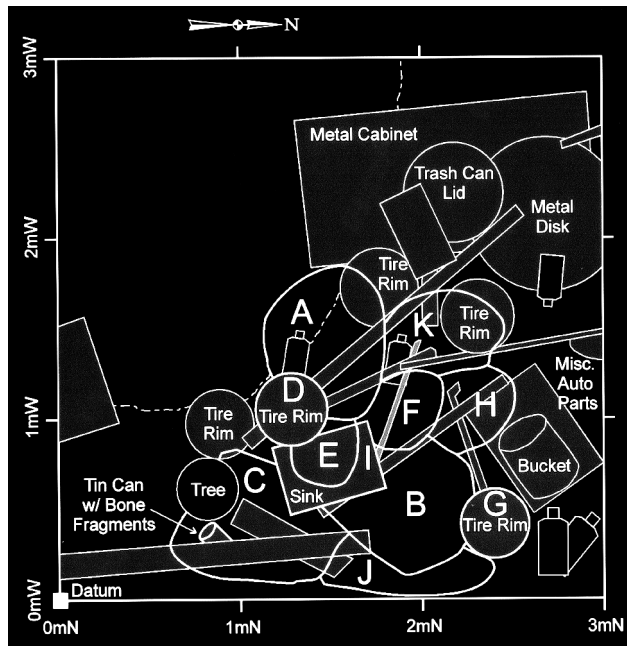 N
3mW
Metal Cabinet
Trash Can
Lid
Metal
Disk
2mW
Tire
Rim
A
K
Tire
Rim
Misc.
Auto
Parts
D
Tire Rim
F
H
1mW
Tire
Rim
E
I
Bucket
Tree
C
Sink
B
G
Tire Rim
Tin Can
w/ Bone
Fragments
J
Datum
0mW
0mN
1mN
2mN
3mN